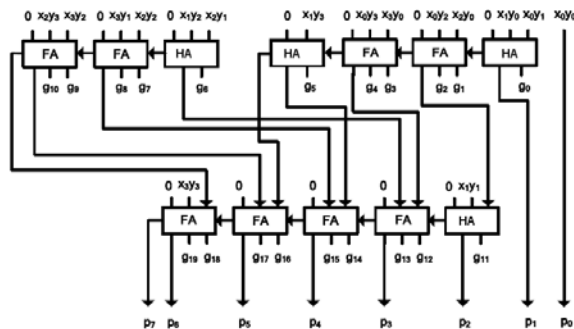 0 x₂y₃ x₃y₂ 0 x₃y₁ x₂y₂ 0 x₁y₂ x₂y₁ 0 x₁y₃ 0 x₀y₃ x₃y₀ 0 x₀y₂ x₂y₀ 0 x₁y₀ x₀y₁ x₀y₀
FA FA HA HA FA FA HA
g₁₀ g₉ g₈ g₇ g₆ g₅ g₄ g₃ g₂ g₁ g₀
0 x₃y₃ 0 0 0 0 x₁y₁
FA FA FA FA HA
g₁₉ g₁₈ g₁₇ g₁₆ g₁₅ g₁₄ g₁₃ g₁₂ g₁₁
p₇ p₆ p₅ p₄ p₃ p₂ p₁ p₀